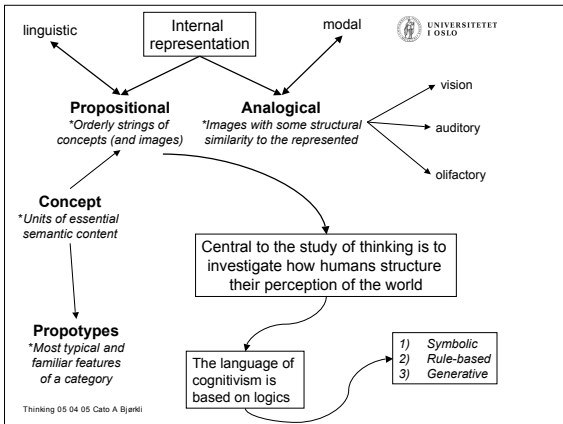 linguistic
Internal
representation
modal
UNIVERSITETET
I OSLO
Propositional
*Orderly strings of
concepts (and images)
Analogical
*Images with some structural
similarity to the represented
vision
auditory
olifactory
Concept
*Units of essential
semantic content
Central to the study of thinking is to
investigate how humans structure
their perception of the world
Propotypes
*Most typical and
familiar features
of a category
The language of
cognitivism is
based on logics
1) Symbolic
2) Rule-based
3) Generative
Thinking 05 04 05 Cato A Bjørkli